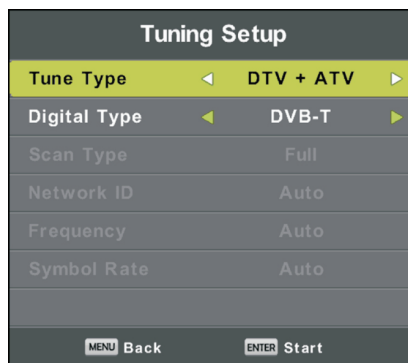 Tuning Setup
Tune Type DTV + ATV
Digital Type DVB-T
Scan Type Full
Network ID Auto
Frequency Auto
Symbol Rate Auto
MENU Back ENTER Start